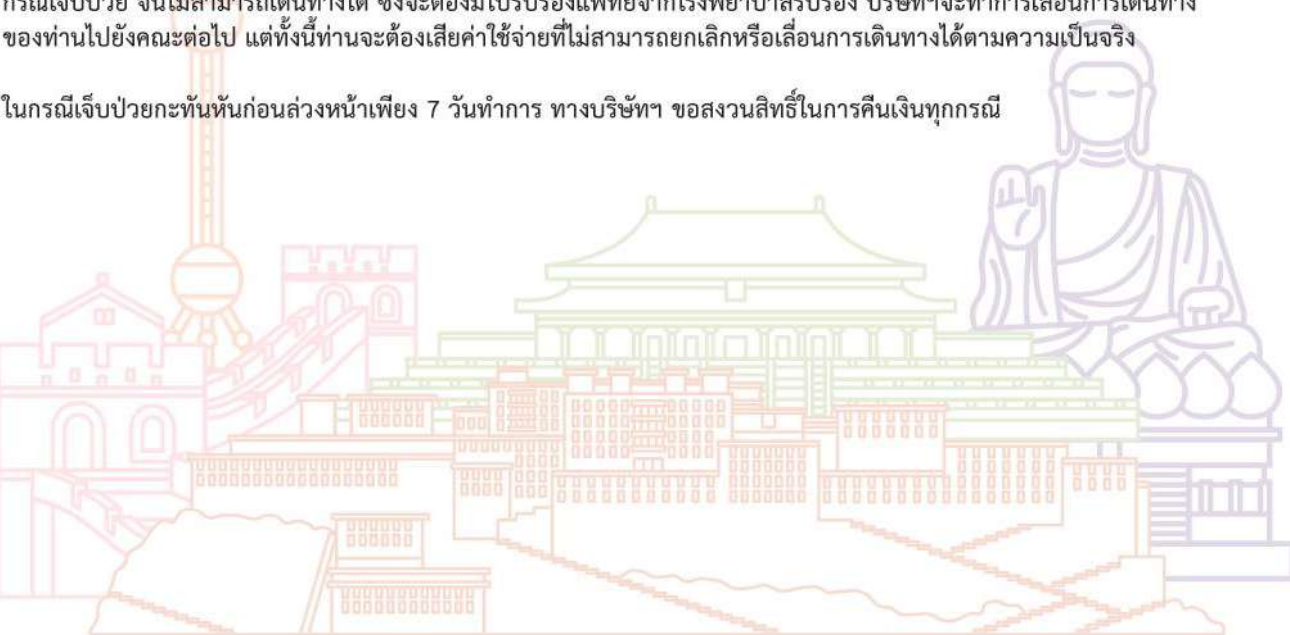 กรณีเจ็บป่วย จนไม่สามารถเดินทางได้ ซึ่งจะต้องมีใบรับรองแพทย์จากโรงพยาบาลรับรอง บริษัทฯจะทำการเลื่อนการเดินทาง
ของท่านไปยังคณะต่อไป แต่ทั้งนี้ท่านจะต้องเสียค่าใช้จ่ายที่ไม่สามารถยกเลิกหรือเลื่อนการเดินทางได้ตามความเป็นจริง
ในกรณีเจ็บป่วยกะทันหันก่อนล่วงหน้าเพียง 7 วันทำการ ทางบริษัทฯ ขอสงวนสิทธิ์ในการคืนเงินทุกกรณี